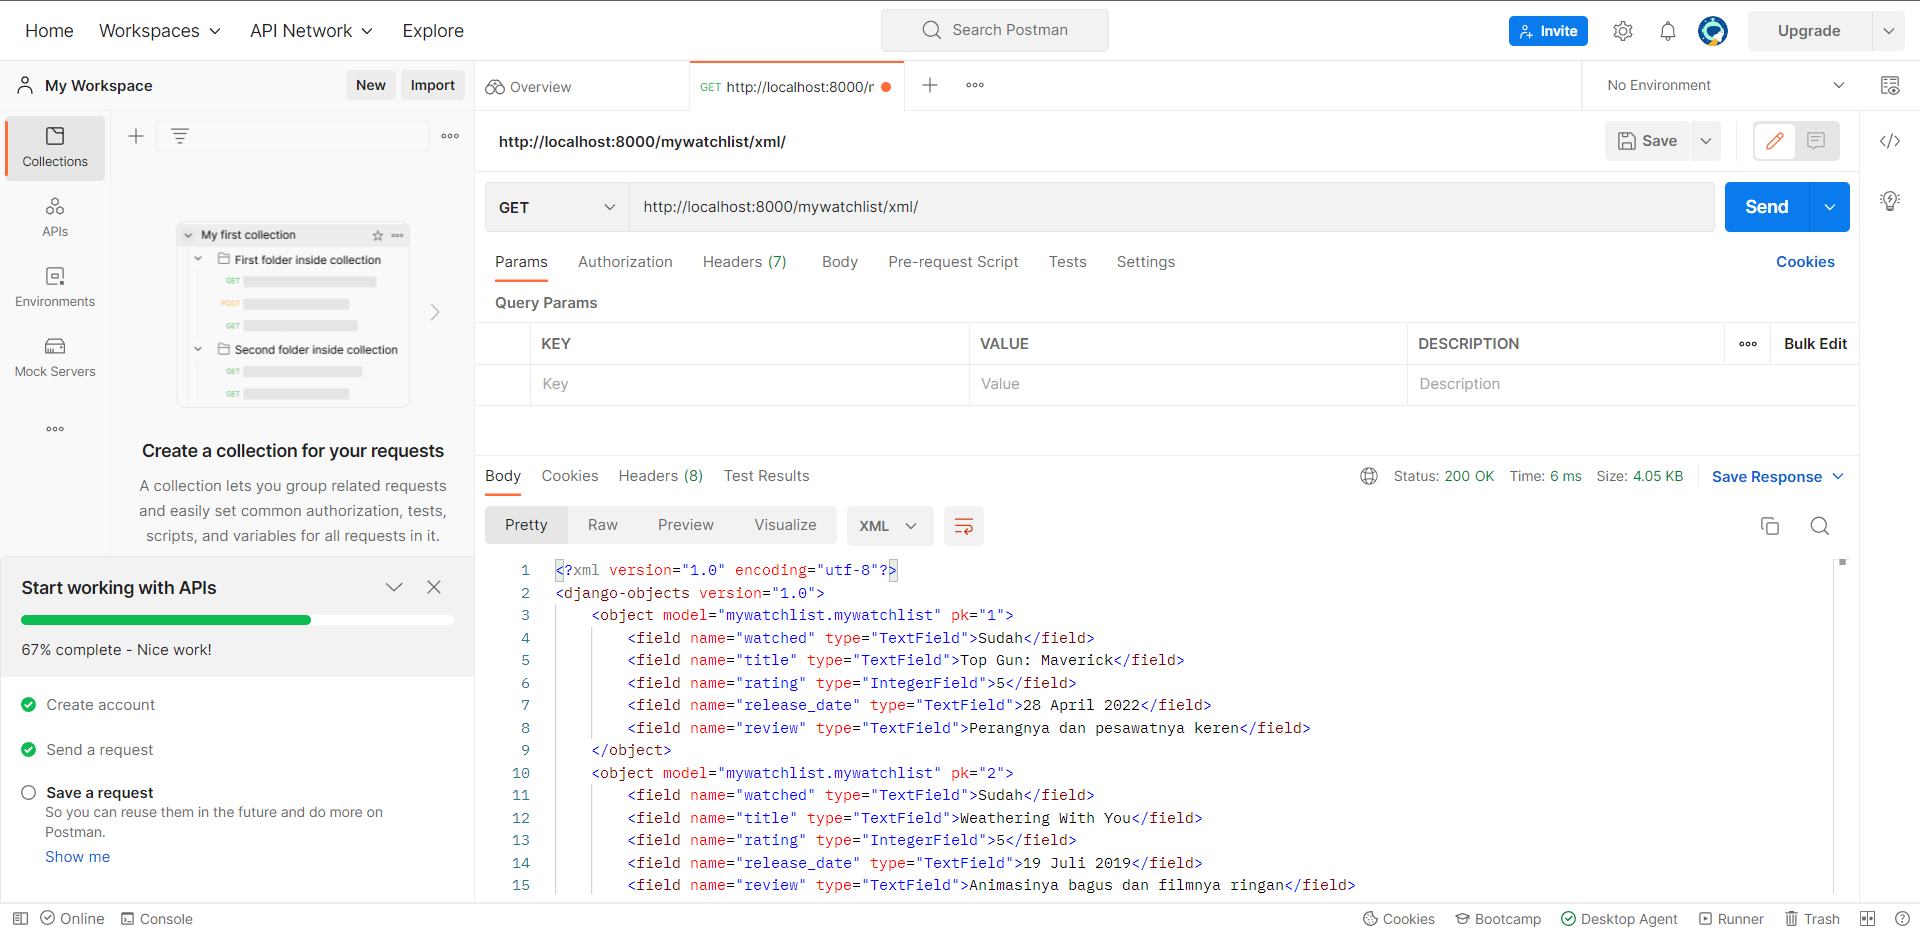 Home Workspaces API Network Explore Search Postman Invite Upgrade
My Workspace New Import Overview GET http://localhost:8000/r No Environment
http://localhost:8000/mywatchlist/xml/ Save
Collections
APIs
Environments
Mock Servers
My first collection
First folder inside collection
GET
POST
GET
Second folder inside collection
GET
GET
Create a collection for your requests
A collection lets you group related requests
and easily set common authorization, tests,
scripts, and variables for all requests in it.
Start working with APIs
67% complete - Nice work!
Create account
Send a request
Save a request
So you can reuse them in the future and do more on
Postman.
Show me
GET http://localhost:8000/mywatchlist/xml/ Send
Params Authorization Headers (7) Body Pre-request Script Tests Settings Cookies
Query Params
KEY VALUE DESCRIPTION Bulk Edit
Key Value Description
Body Cookies Headers (8) Test Results Status: 200 OK Time: 6 ms Size: 4.05 KB Save Response
Pretty Raw Preview Visualize XML
1 <?xml version="1.0" encoding="utf-8"?>
2 <django-objects version="1.0">
3 <object model="mywatchlist.mywatchlist" pk="1">
4 <field name="watched" type="TextField">Sudah</field>
5 <field name="title" type="TextField">Top Gun: Maverick</field>
6 <field name="rating" type="IntegerField">5</field>
7 <field name="release_date" type="TextField">28 April 2022</field>
8 <field name="review" type="TextField">Perangnya dan pesawatnya keren</field>
9 </object>
10 <object model="mywatchlist.mywatchlist" pk="2">
11 <field name="watched" type="TextField">Sudah</field>
12 <field name="title" type="TextField">Weathering With You</field>
13 <field name="rating" type="IntegerField">5</field>
14 <field name="release_date" type="TextField">19 Juli 2019</field>
15 <field name="review" type="TextField">Animasinya bagus dan filmnya ringan</field>
Online Console Cookies Bootcamp Desktop Agent Runner Trash